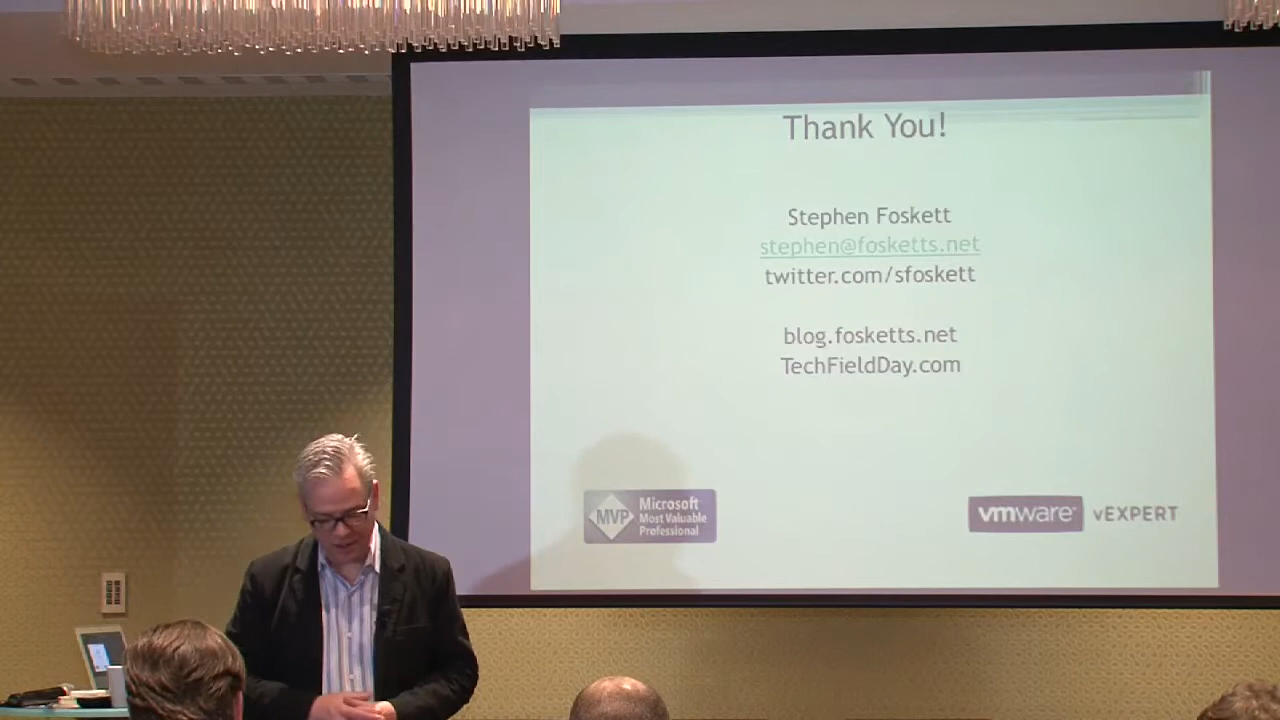 Thank You!
Stephen Foskett
stephen@fosketts.net
twitter.com/sfoskett
blog.fosketts.net
TechFieldDay.com
MVP
Microsoft
Most Valuable
Professional
vmware vEXPERT